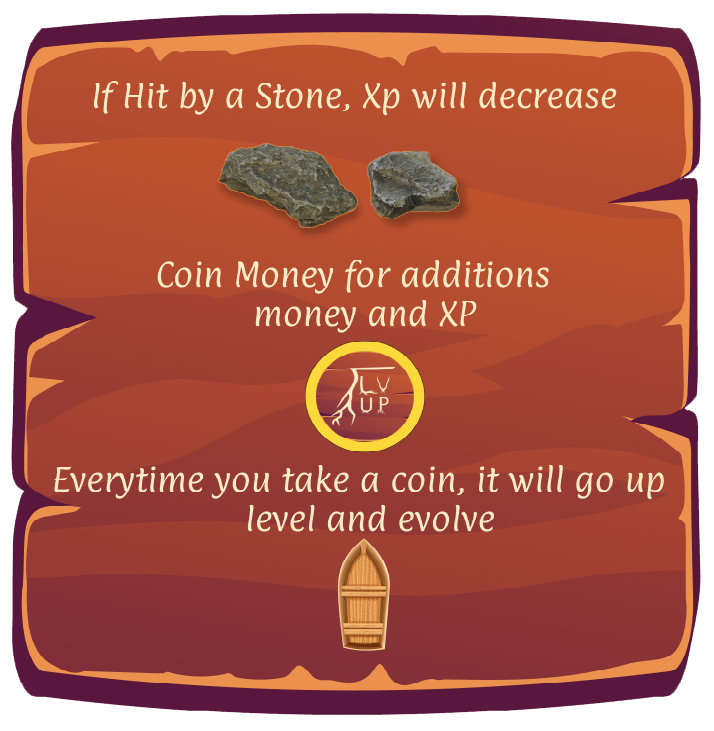 If Hit by a Stone, Xp will decrease
Coin Money for additions
money and XP
LV
UP
Everytime you take a coin, it will go up
level and evolve